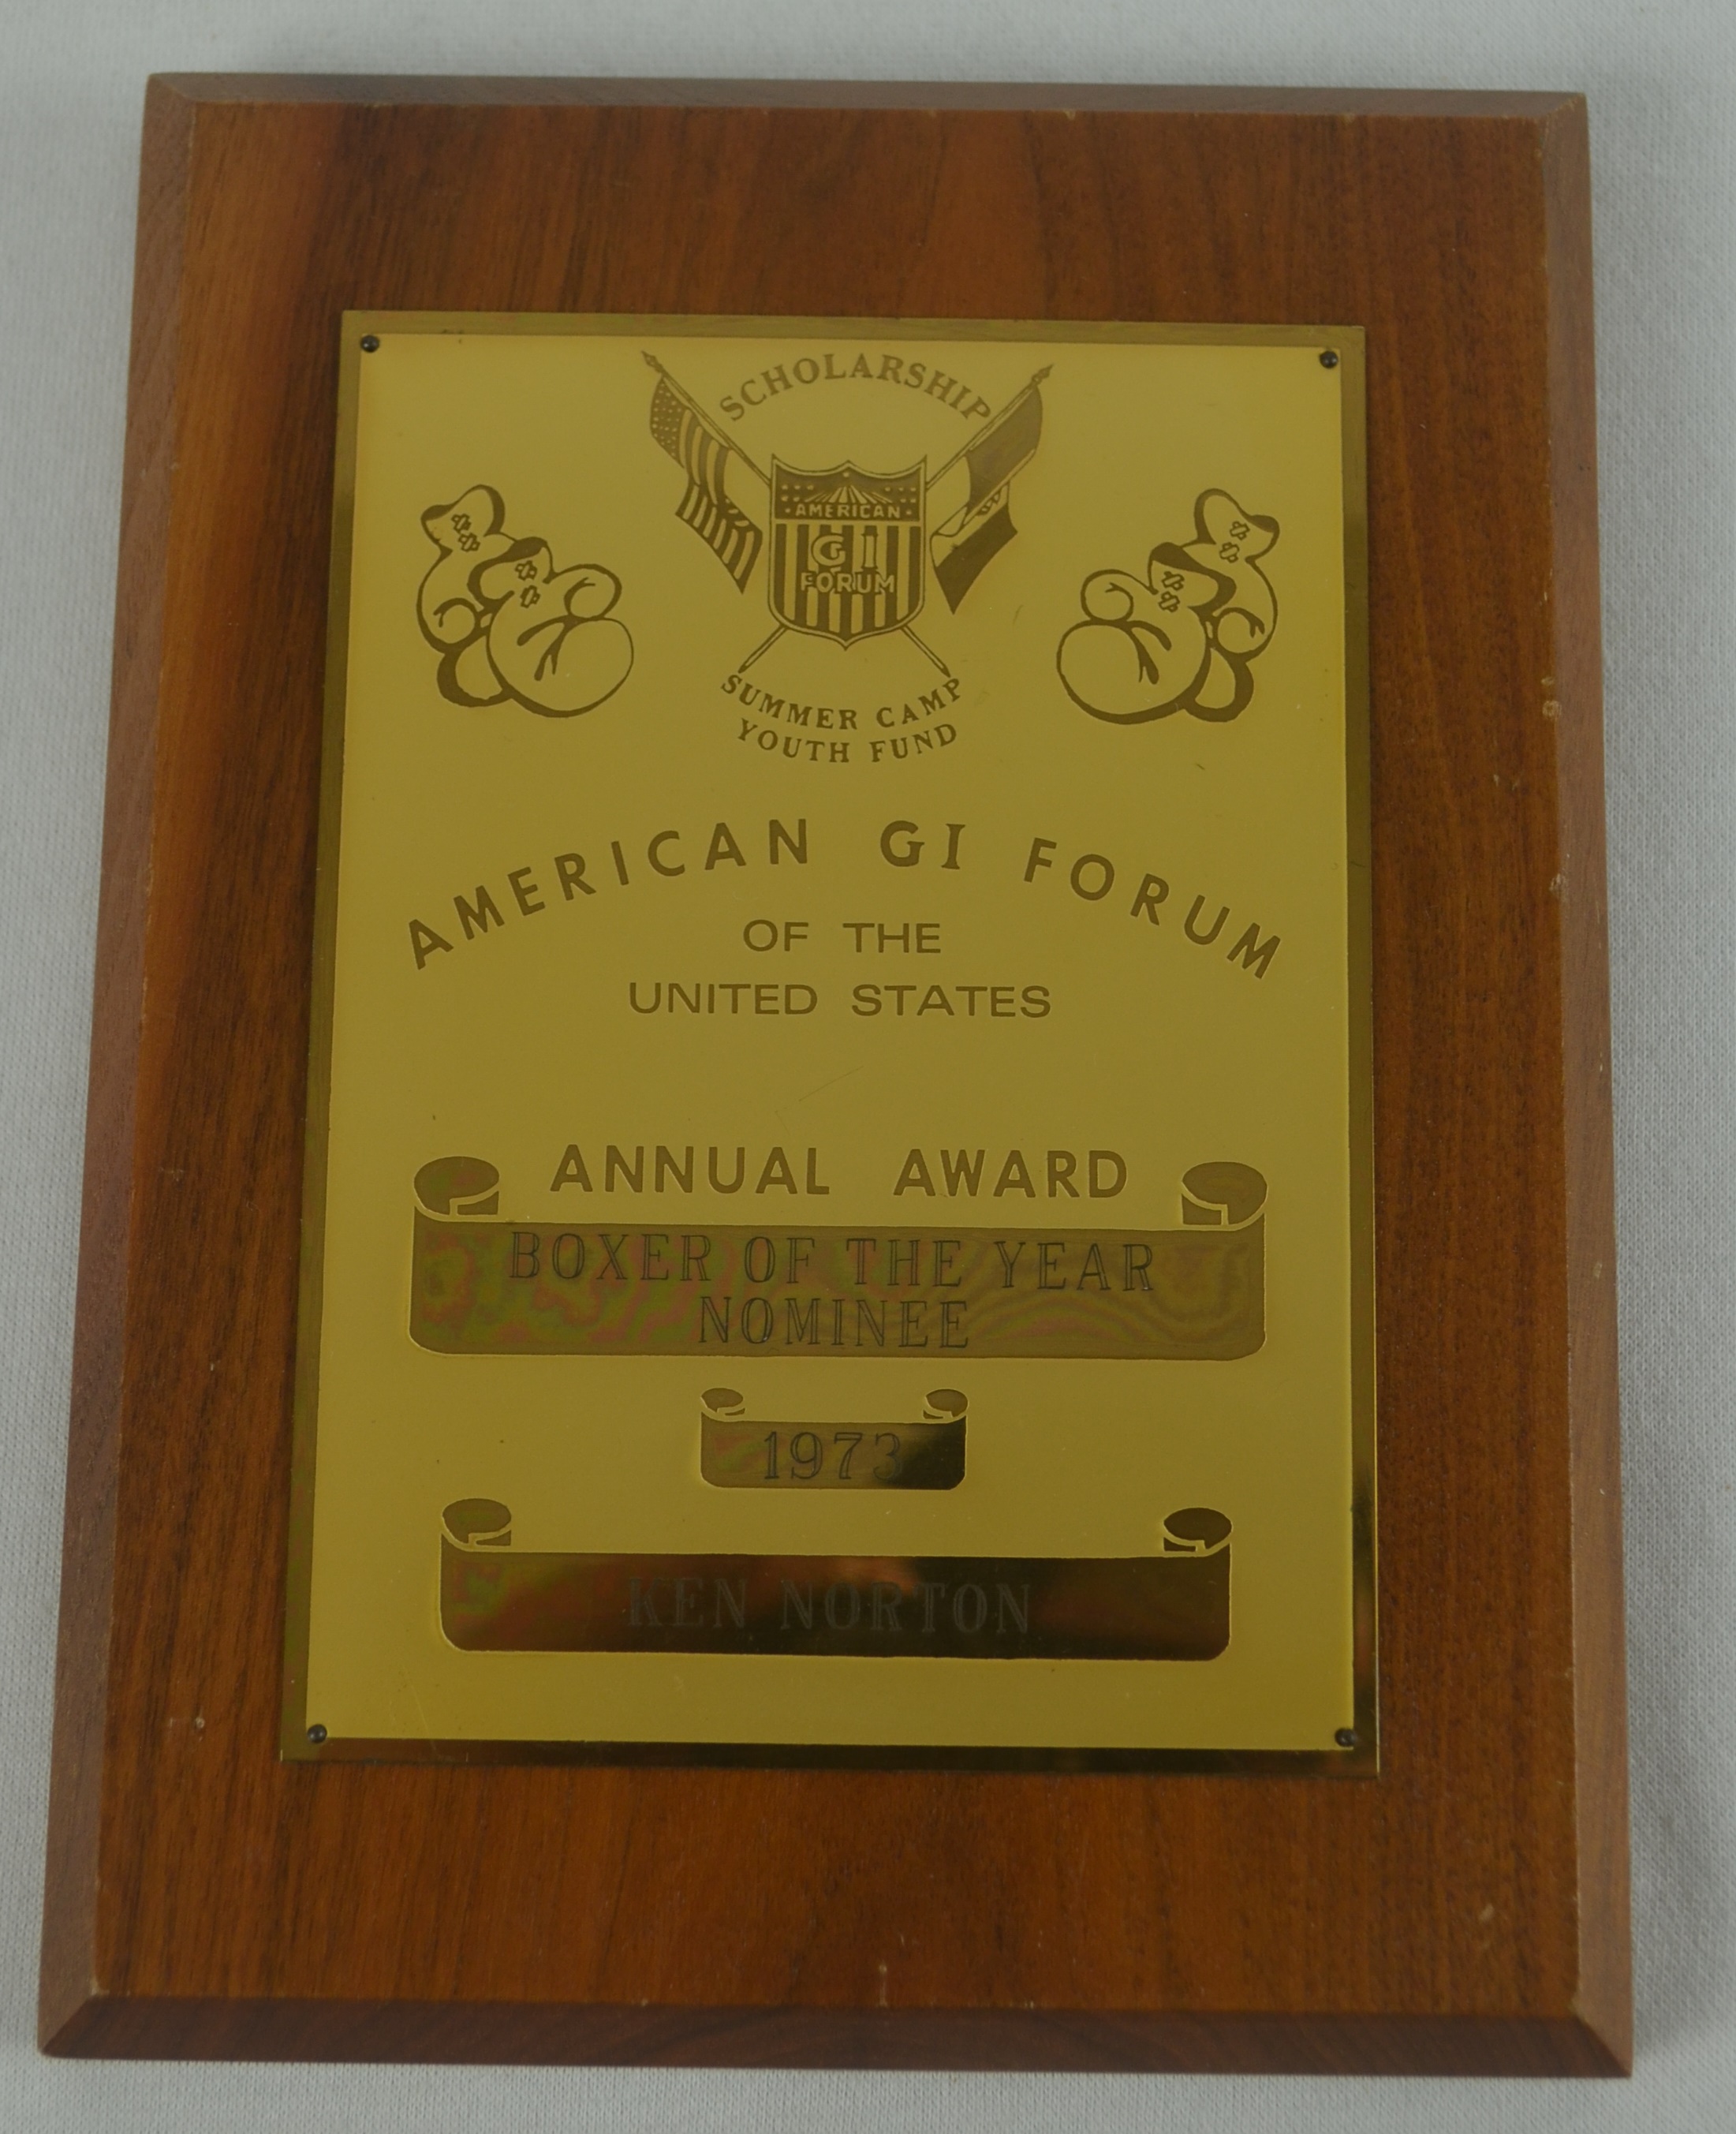 SCHOLARSHIP
AMERICAN
GI
FORUM
SUMMER CAMP
YOUTH FUND
AMERICAN GI FORUM
OF THE
UNITED STATES
ANNUAL AWARD
BOXER OF THE YEAR
NOMINEE
1973
KEN NORTON